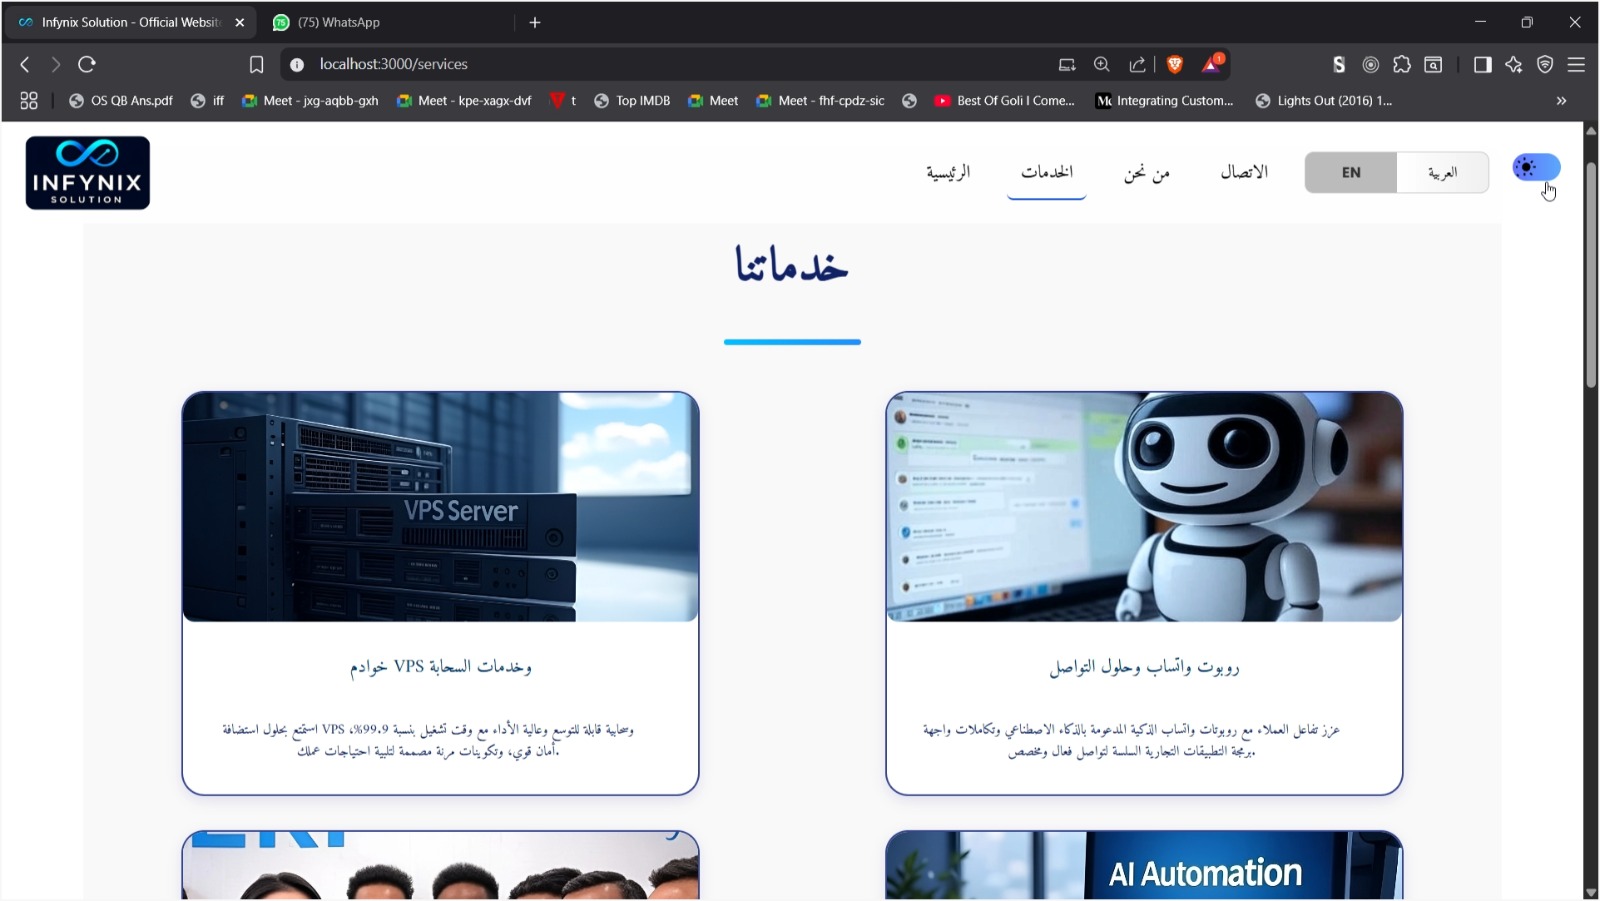 Infynix Solution - Official Websit
(75) WhatsApp
localhost:3000/services
OS QB Ans.pdf
iff
Meet - jxg-aqbb-gxh
Meet - kpe-xagx-dvf
t
Top IMDB
Meet
Meet - fhf-cpdz-sic
Best Of Goli I Come...
Integrating Custom...
Lights Out (2016) 1...
INFYNIX
SOLUTION
الرئيسية
الخدمات
من نحن
الاتصال
EN
العربية
خدماتنا
VPS Server
خوادم VPS وخدمات السحابة
استمتع بحلول استضافة VPS وسحابية قابلة للتوسع وعالية الأداء مع وقت تشغيل بنسبة 99.9%،
أمان قوي، وتكوينات مرنة مصممة لتلبية احتياجات عملك.
روبوت واتساب وحلول التواصل
عزز تفاعل العملاء مع روبوتات واتساب الذكية المدعومة بالذكاء الاصطناعي وتكاملات واجهة
برمجة التطبيقات التجارية السلسة لتواصل فعال ومخصص.
ERP
AI Automation